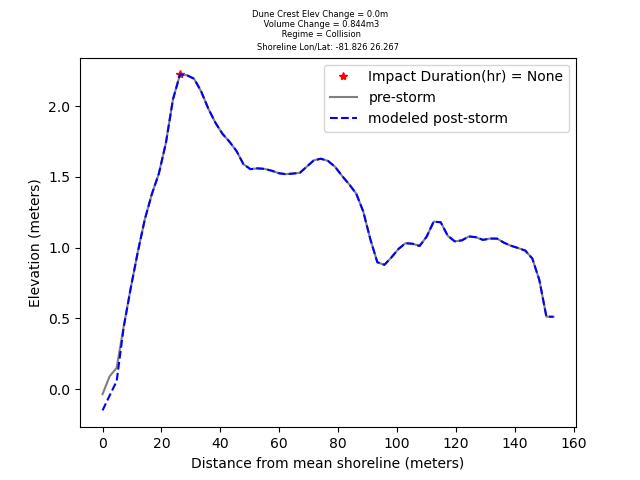 Dune Crest Elev Change = 0.0m
Volume Change = 0.844m3
Regime = Collision
Shoreline Lon/Lat: -81.826 26.267
Impact Duration(hr) = None
pre-storm
modeled post-storm
Elevation (meters)
2.0
1.5
1.0
0.5
0.0
0 20 40 60 80 100 120 140 160
Distance from mean shoreline (meters)